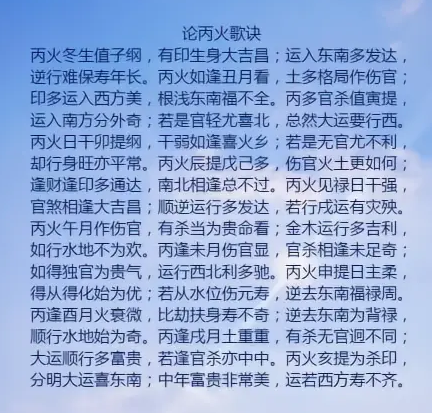 论丙火歌诀
丙火冬生值子纲，有印生身大吉昌；运入东南多发达，
逆行难保寿年长。丙火如逢丑月看，土多格局作伤官；
印多运入西方美，根浅东南福不全。丙多官杀值寅提，
运入南方分外奇；若是官轻尤喜北，总然大运要行西。
丙火日干卯提纲，干弱如逢喜火乡；若是无官尤不利，
却行身旺亦平常。丙火辰提戊己多，伤官火土更如何；
逢财逢印多通达，南北相逢总不过。丙火见禄日干强，
官煞相逢大吉昌；顺逆运行多发达，若行戌运有灾殃。
丙火午月作伤官，有杀当为贵命看；金木运行多吉利，
如行水地不为欢。丙逢未月伤官显，官杀相逢未足奇；
如得独官为贵气，运行西北利多驰。丙火申提日主柔，
得从得化始为优；若从水位伤元寿，逆去东南福禄周。
丙逢酉月火衰微，比劫扶身寿不奇；逆去东南为背禄，
顺行水地始为奇。丙逢戌月土重重，有杀无官迥不同；
大运顺行多富贵，若逢官杀亦中中。丙火亥提为杀印，
分明大运喜东南；中年富贵非常美，运若西方寿不齐。